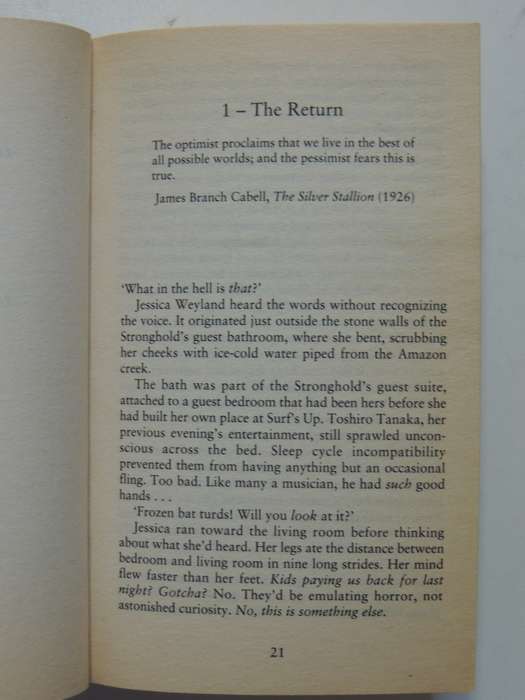 1 – The Return
The optimist proclaims that we live in the best of
all possible worlds; and the pessimist fears this is
true.
James Branch Cabell, The Silver Stallion (1926)
‘What in the hell is that?’
Jessica Weyland heard the words without recognizing
the voice. It originated just outside the stone walls of the
Stronghold’s guest bathroom, where she bent, scrubbing
her cheeks with ice-cold water piped from the Amazon
creek.
The bath was part of the Stronghold’s guest suite,
attached to a guest bedroom that had been hers before she
had built her own place at Surf’s Up. Toshiro Tanaka, her
previous evening’s entertainment, still sprawled uncon-
scious across the bed. Sleep cycle incompatibility
prevented them from having anything but an occasional
fling. Too bad. Like many a musician, he had such good
hands . . .
‘Frozen bat turds! Will you look at it?’
Jessica ran toward the living room before thinking
about what she’d heard. Her legs ate the distance between
bedroom and living room in nine long strides. Her mind
flew faster than her feet. Kids paying us back for last
night? Gotcha? No. They’d be emulating horror, not
astonished curiosity. No, this is something else.
21